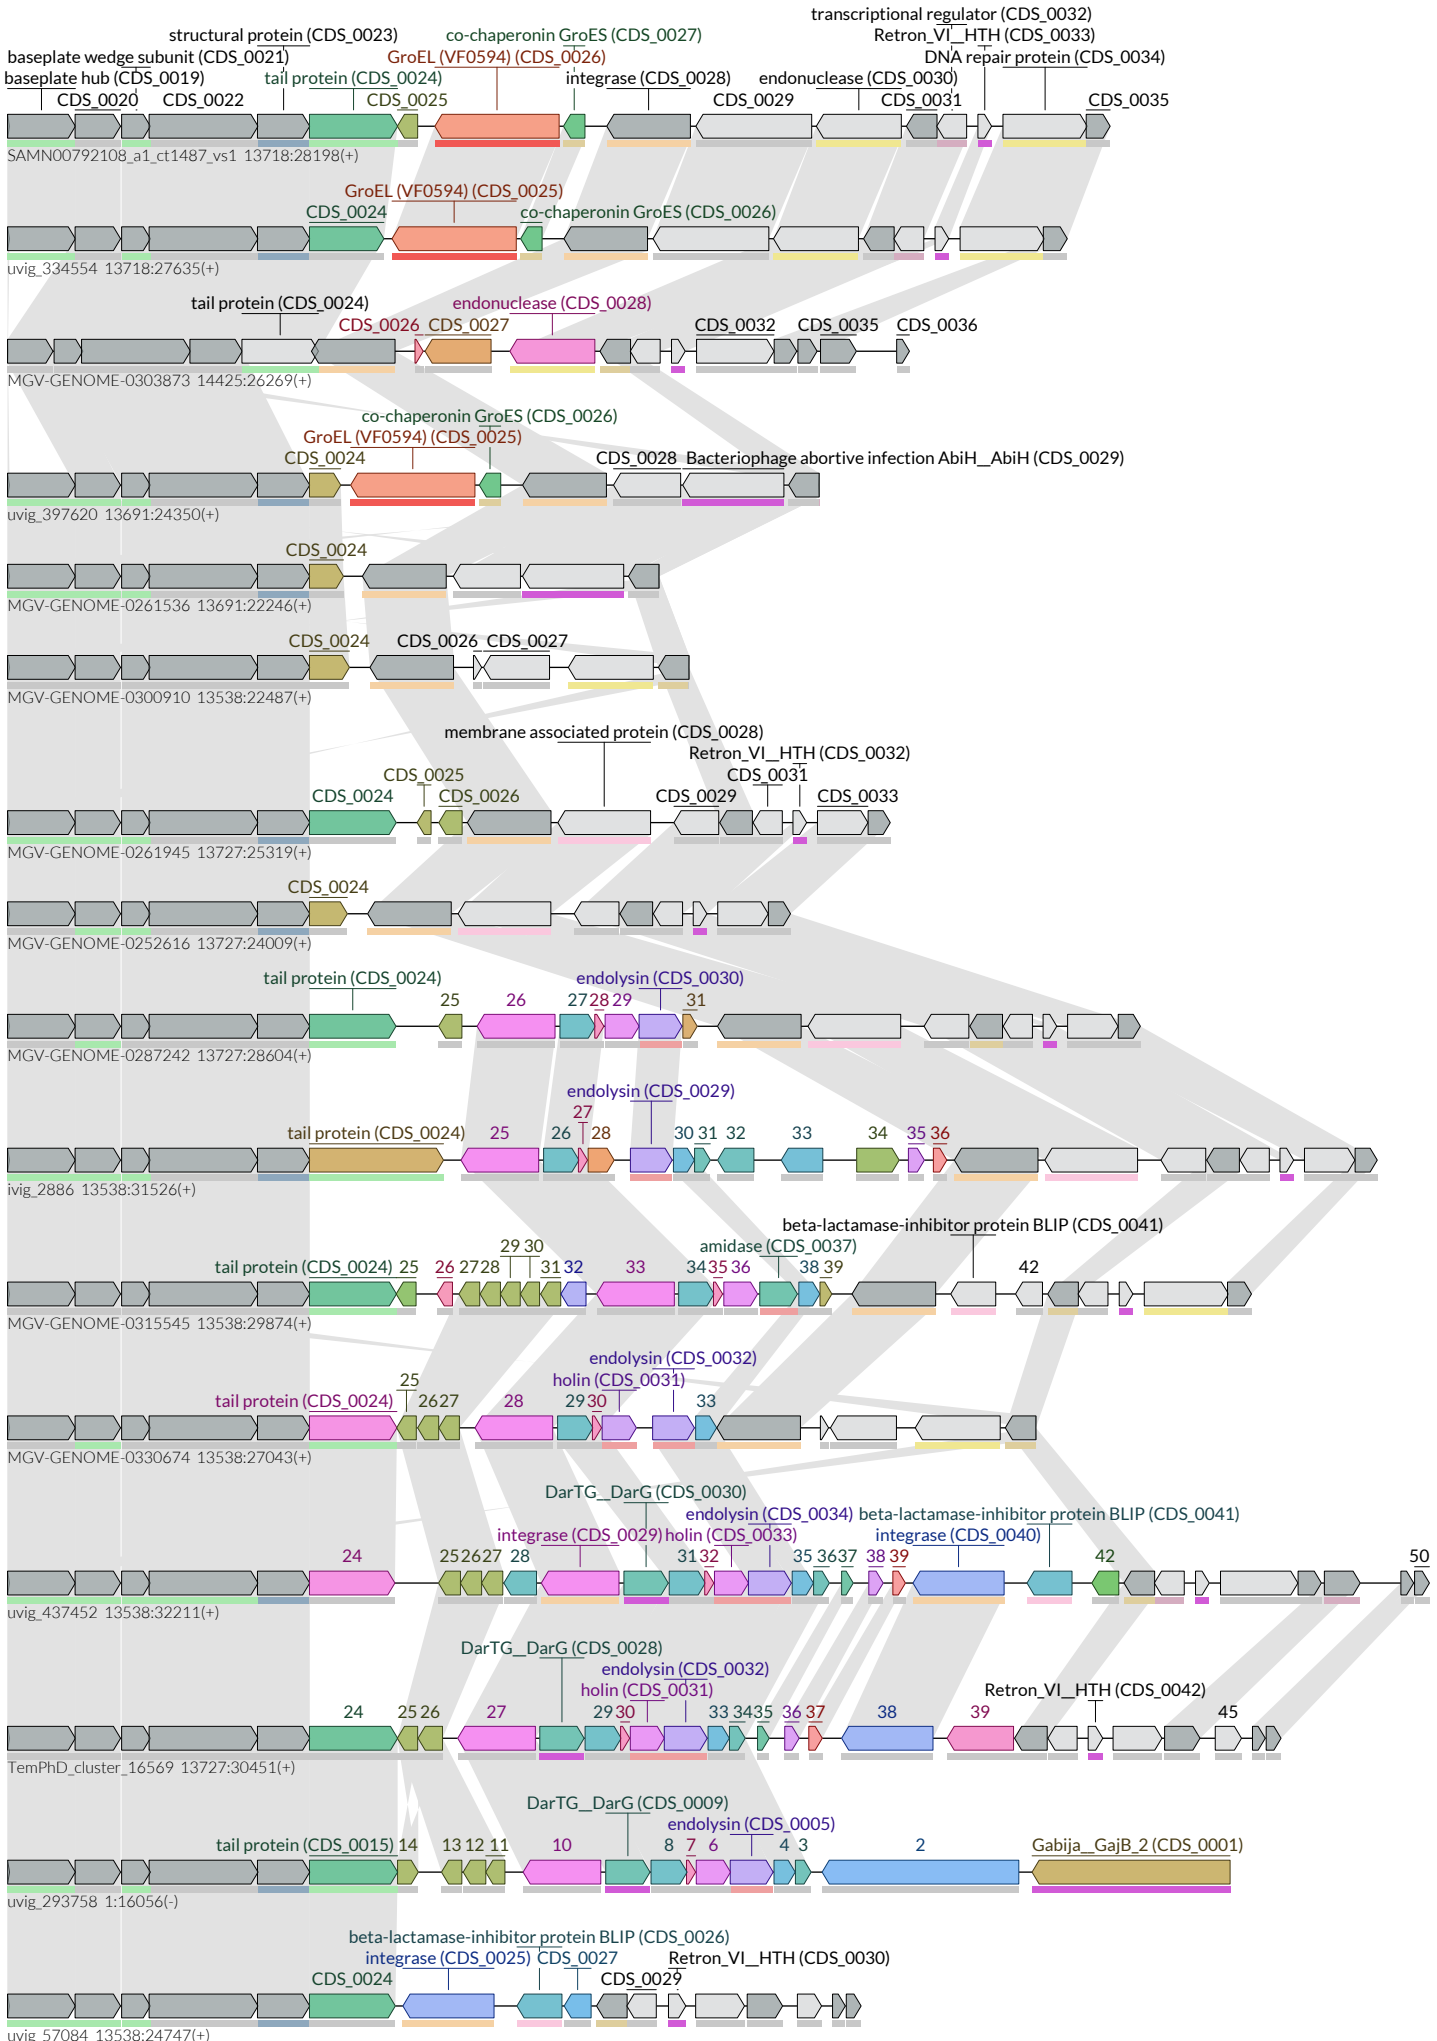 transcriptional regulator (CDS_0032)
structural protein (CDS_0023) co-chaperonin GroES (CDS_0027) Retron_VI__HTH (CDS_0033)
baseplate wedge subunit (CDS_0021) GroEL (VF0594) (CDS_0026) DNA repair protein (CDS_0034)
baseplate hub (CDS_0019) tail protein (CDS_0024) integrase (CDS_0028) endonuclease (CDS_0030)
CDS_0020 CDS_0022 CDS_0025 CDS_0029 CDS_0031 CDS_0035
SAMN00792108_a1_ct1487_vs1 13718:28198(+)
GroEL (VF0594) (CDS_0025)
CDS_0024 co-chaperonin GroES (CDS_0026)
uvig_334554 13718:27635(+)
tail protein (CDS_0024) endonuclease (CDS_0028)
CDS_0026 CDS_0027 CDS_0032 CDS_0035 CDS_0036
MGV-GENOME-0303873 14425:26269(+)
co-chaperonin GroES (CDS_0026)
GroEL (VF0594) (CDS_0025)
CDS_0024 CDS_0028 Bacteriophage abortive infection AbiH__AbiH (CDS_0029)
uvig_397620 13691:24350(+)
CDS_0024
MGV-GENOME-0261536 13691:22246(+)
CDS_0024 CDS_0026 CDS_0027
MGV-GENOME-0300910 13538:22487(+)
membrane associated protein (CDS_0028)
Retron_VI__HTH (CDS_0032)
CDS_0025 CDS_0031
CDS_0024 CDS_0026 CDS_0029 CDS_0033
MGV-GENOME-0261945 13727:25319(+)
CDS_0024
MGV-GENOME-0252616 13727:24009(+)
tail protein (CDS_0024) endolysin (CDS_0030)
25 26 27 28 29 31
MGV-GENOME-0287242 13727:28604(+)
endolysin (CDS_0029)
27
tail protein (CDS_0024) 25 26 28 30 31 32 33 34 35 36
ivig_2886 13538:31526(+)
beta-lactamase-inhibitor protein BLIP (CDS_0041)
29 30 amidase (CDS_0037)
tail protein (CDS_0024) 25 26 27 28 31 32 33 34 35 36 38 39 42
MGV-GENOME-0315545 13538:29874(+)
endolysin (CDS_0032)
25 holin (CDS_0031)
tail protein (CDS_0024) 26 27 28 29 30 33
MGV-GENOME-0330674 13538:27043(+)
DarTG__DarG (CDS_0030)
endolysin (CDS_0034) beta-lactamase-inhibitor protein BLIP (CDS_0041)
integrase (CDS_0029) holin (CDS_0033) integrase (CDS_0040)
24 25 26 27 28 31 32 35 36 37 38 39 42 50
uvig_437452 13538:32211(+)
DarTG__DarG (CDS_0028)
endolysin (CDS_0032)
holin (CDS_0031) Retron_VI__HTH (CDS_0042)
24 25 26 27 29 30 33 34 35 36 37 38 39 45
TemPhD_cluster_16569 13727:30451(+)
DarTG__DarG (CDS_0009)
endolysin (CDS_0005)
tail protein (CDS_0015) 14 13 12 11 10 8 7 6 4 3 2 Gabija__GajB_2 (CDS_0001)
uvig_293758 1:16056(-)
beta-lactamase-inhibitor protein BLIP (CDS_0026)
integrase (CDS_0025) CDS_0027 Retron_VI__HTH (CDS_0030)
CDS_0024 CDS_0029
uvig_57084 13538:24747(+)